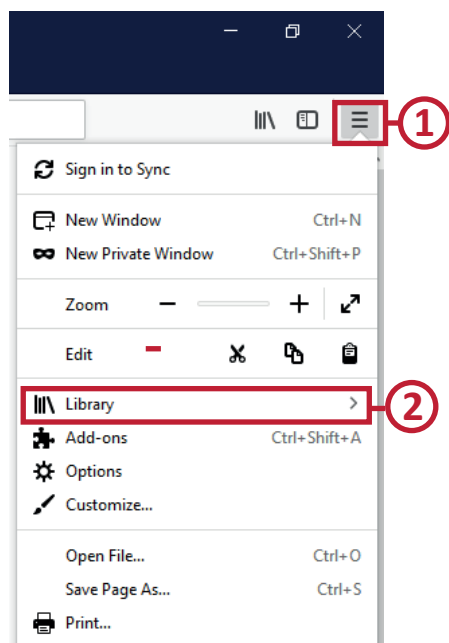 1
Sign in to Sync
New Window Ctrl+N
New Private Window Ctrl+Shift+P
Zoom
Edit
Library > 2
Add-ons Ctrl+Shift+A
Options
Customize...
Open File... Ctrl+O
Save Page As... Ctrl+S
Print...